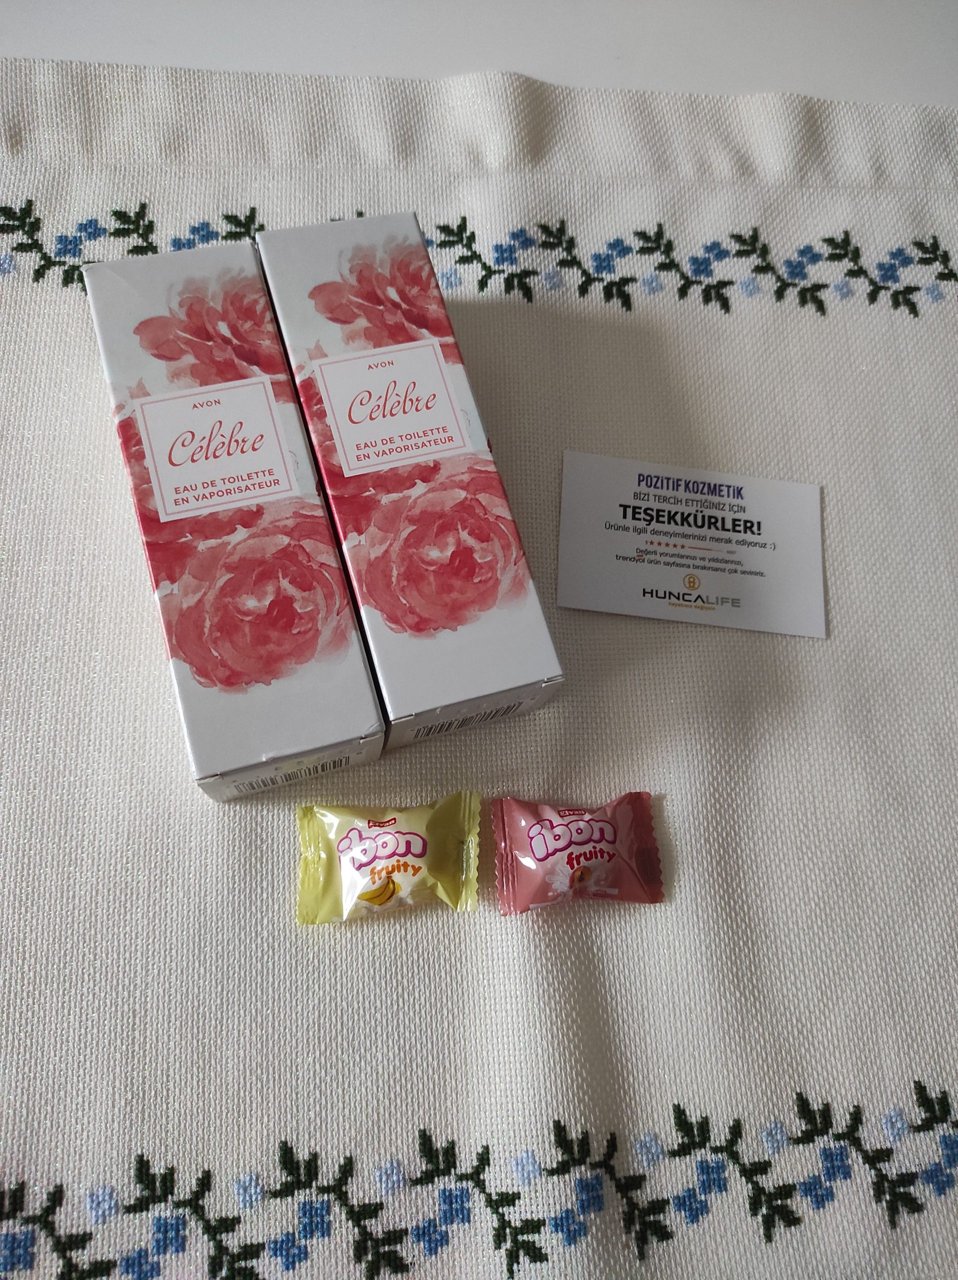 AVON
Célèbre
EAU DE TOILETTE
EN VAPORISATEUR
AVON
Célèbre
EAU DE TOILETTE
EN VAPORISATEUR
POZİTİF KOZMETİK
BİZİ TERCİH ETTİĞİNİZ İÇİN
TEŞEKKÜRLER!
Ürünle ilgili deneyimlerinizi merak ediyoruz :)
Değerli yorumlarınızı ve yıldızlarınızı,
trendyol ürün sayfasına bırakırsanız çok seviniriz.
HUNCALIFE
Elvan
ibon
fruity
Elvan
ibon
fruity